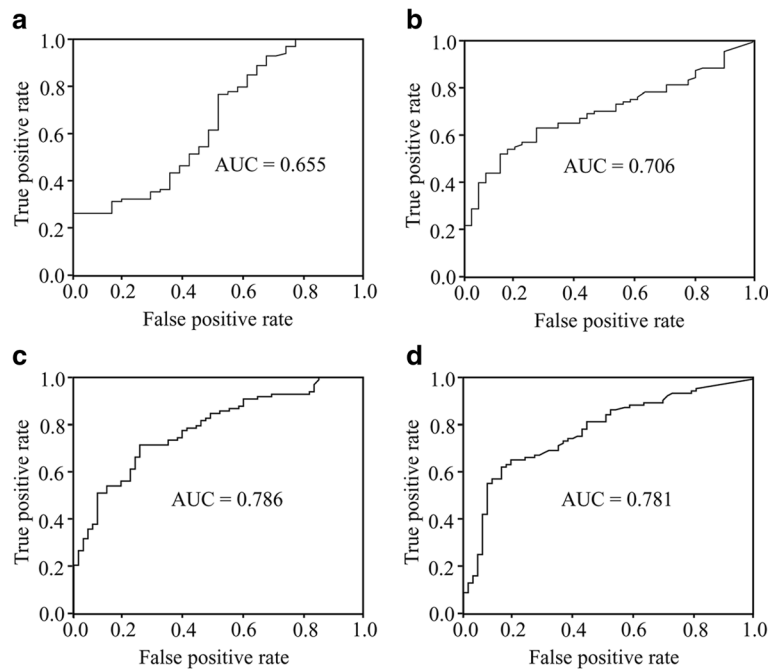 a
1.0
0.8
0.6
0.4
0.2
0.0
True positive rate
AUC = 0.655
0.0 0.2 0.4 0.6 0.8 1.0
False positive rate
b
1.0
0.8
0.6
0.4
0.2
0.0
True positive rate
AUC = 0.706
0.0 0.2 0.4 0.6 0.8 1.0
False positive rate
c
1.0
0.8
0.6
0.4
0.2
0.0
True positive rate
AUC = 0.786
0.0 0.2 0.4 0.6 0.8 1.0
False positive rate
d
1.0
0.8
0.6
0.4
0.2
0.0
True positive rate
AUC = 0.781
0.0 0.2 0.4 0.6 0.8 1.0
False positive rate